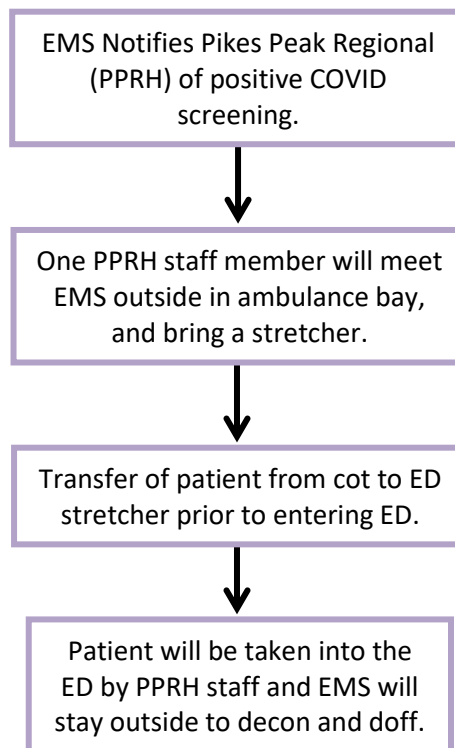 EMS Notifies Pikes Peak Regional
(PPRH) of positive COVID
screening.
One PPRH staff member will meet
EMS outside in ambulance bay,
and bring a stretcher.
Transfer of patient from cot to ED
stretcher prior to entering ED.
Patient will be taken into the
ED by PPRH staff and EMS will
stay outside to decon and doff.